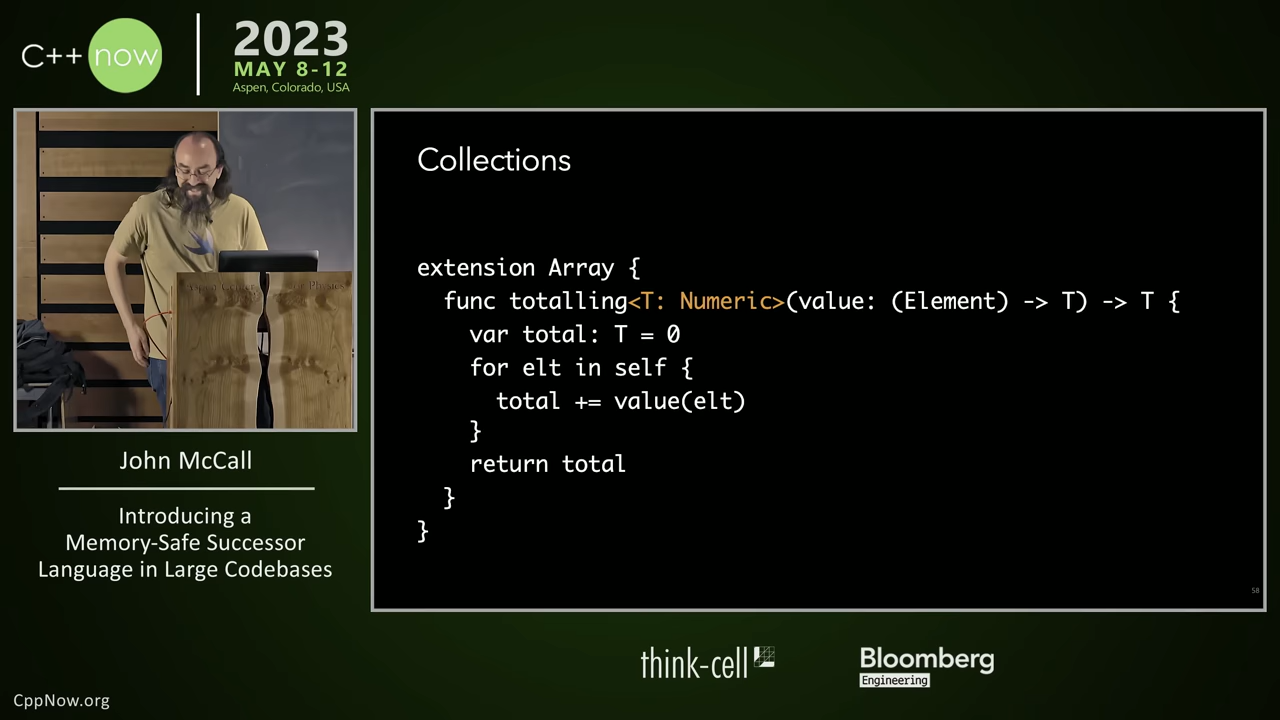 C++ now
2023
MAY 8-12
Aspen, Colorado, USA
John McCall
Introducing a
Memory-Safe Successor
Language in Large Codebases
Collections
extension Array {
func totalling<T: Numeric>(value: (Element) -> T) -> T {
var total: T = 0
for elt in self {
total += value(elt)
}
return total
}
}
58
think-cell
Bloomberg
Engineering
CppNow.org